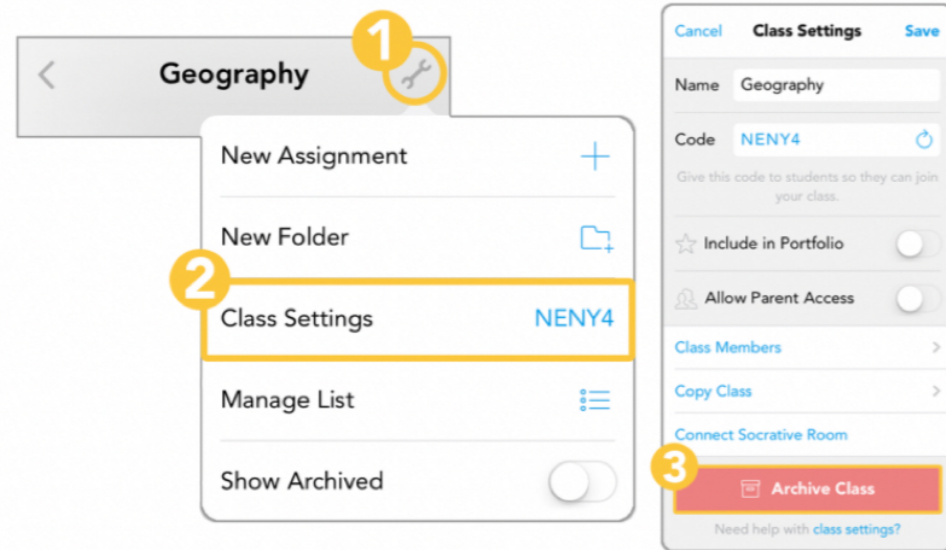 1
Geography
New Assignment
New Folder
2
Class Settings NENY4
Manage List
Show Archived
Cancel Class Settings Save
Name Geography
Code NENY4
Give this code to students so they can join
your class.
Include in Portfolio
Allow Parent Access
Class Members
Copy Class
Connect Socrative Room
3
Archive Class
Need help with class settings?